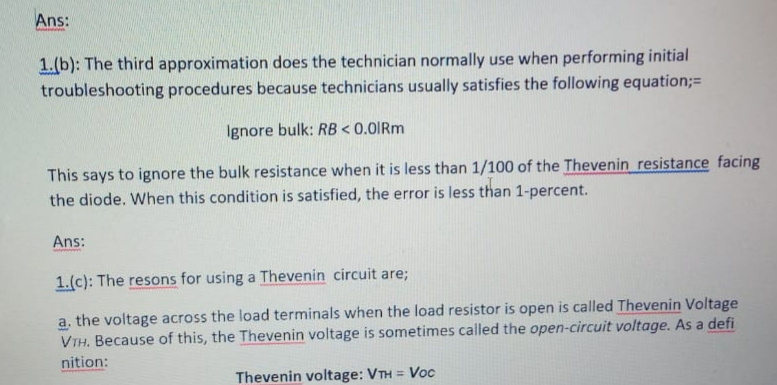 Ans:
1.(b): The third approximation does the technician normally use when performing initial
troubleshooting procedures because technicians usually satisfies the following equation;=
Ignore bulk: RB < 0.0lRm
This says to ignore the bulk resistance when it is less than 1/100 of the Thevenin resistance facing
the diode. When this condition is satisfied, the error is less than 1-percent.
Ans:
1.(c): The resons for using a Thevenin circuit are;
a. the voltage across the load terminals when the load resistor is open is called Thevenin Voltage
VTH. Because of this, the Thevenin voltage is sometimes called the open-circuit voltage. As a defi
nition:
Thevenin voltage: VTH = VOC